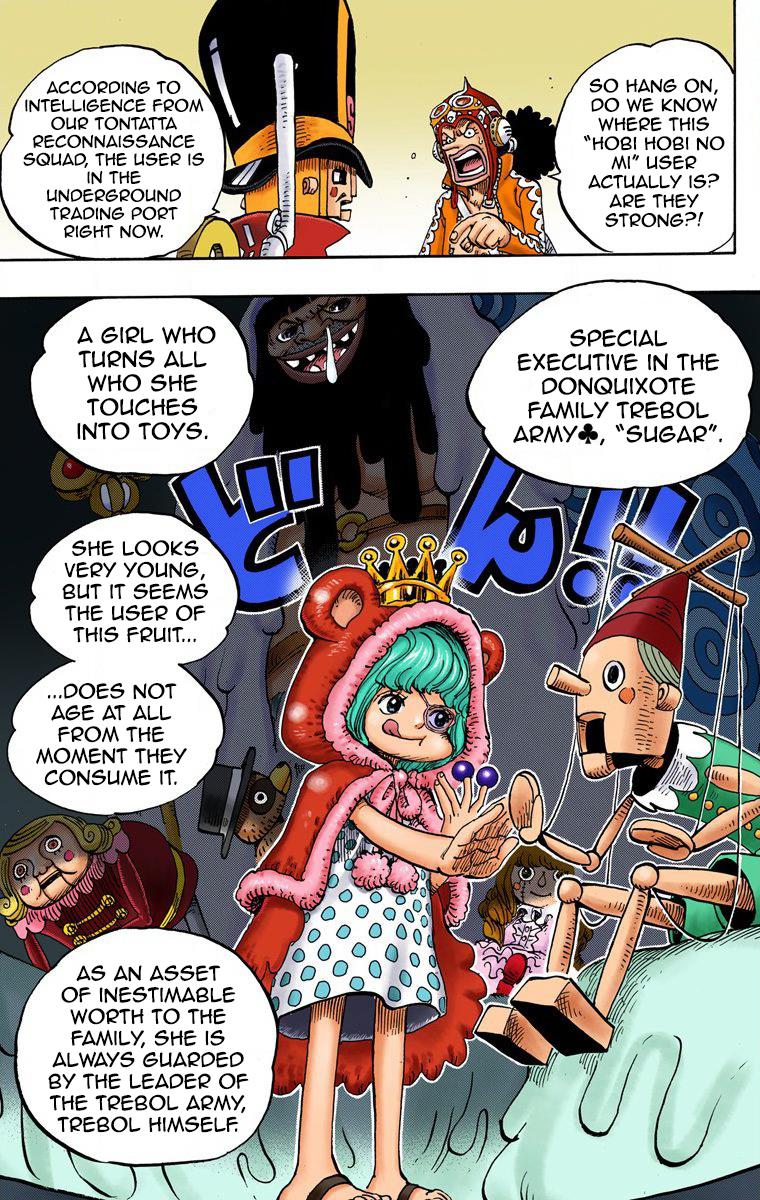 SO HANG ON,
DO WE KNOW
WHERE THIS
"HOBI HOBI NO
MI" USER
ACTUALLY IS?
ARE THEY
STRONG?!
ACCORDING TO
INTELLIGENCE FROM
OUR TONTATTA
RECONNAISSANCE
SQUAD, THE USER IS
IN THE
UNDERGROUND
TRADING PORT
RIGHT NOW.
SPECIAL
EXECUTIVE IN THE
DONQUIXOTE
FAMILY TREBOL
ARMY♣, "SUGAR".
A GIRL WHO
TURNS ALL
WHO SHE
TOUCHES
INTO TOYS.
どん!!
SHE LOOKS
VERY YOUNG,
BUT IT SEEMS
THE USER OF
THIS FRUIT...
...DOES NOT
AGE AT ALL
FROM THE
MOMENT THEY
CONSUME IT.
AS AN ASSET
OF INESTIMABLE
WORTH TO THE
FAMILY, SHE IS
ALWAYS GUARDED
BY THE LEADER OF
THE TREBOL ARMY,
TREBOL HIMSELF.